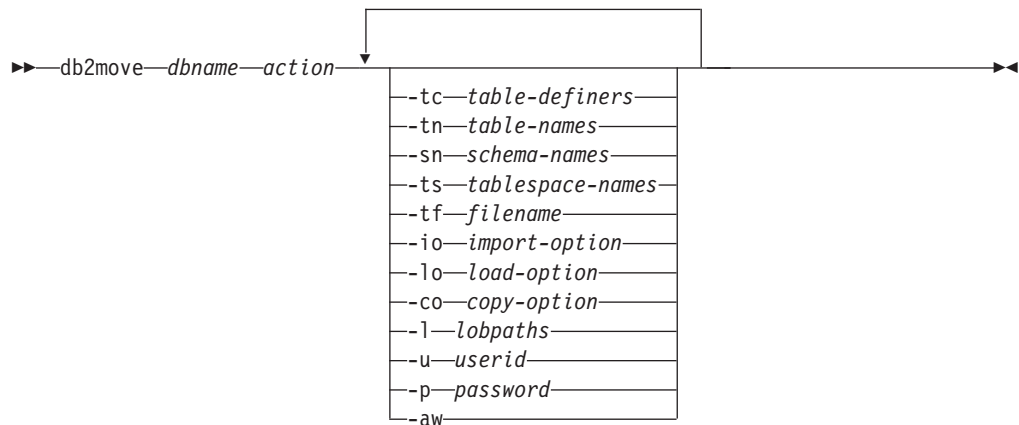 db2move dbname action
-tc table-definers
-tn table-names
-sn schema-names
-ts tablespace-names
-tf filename
-io import-option
-lo load-option
-co copy-option
-l lobpaths
-u userid
-p password
-aw